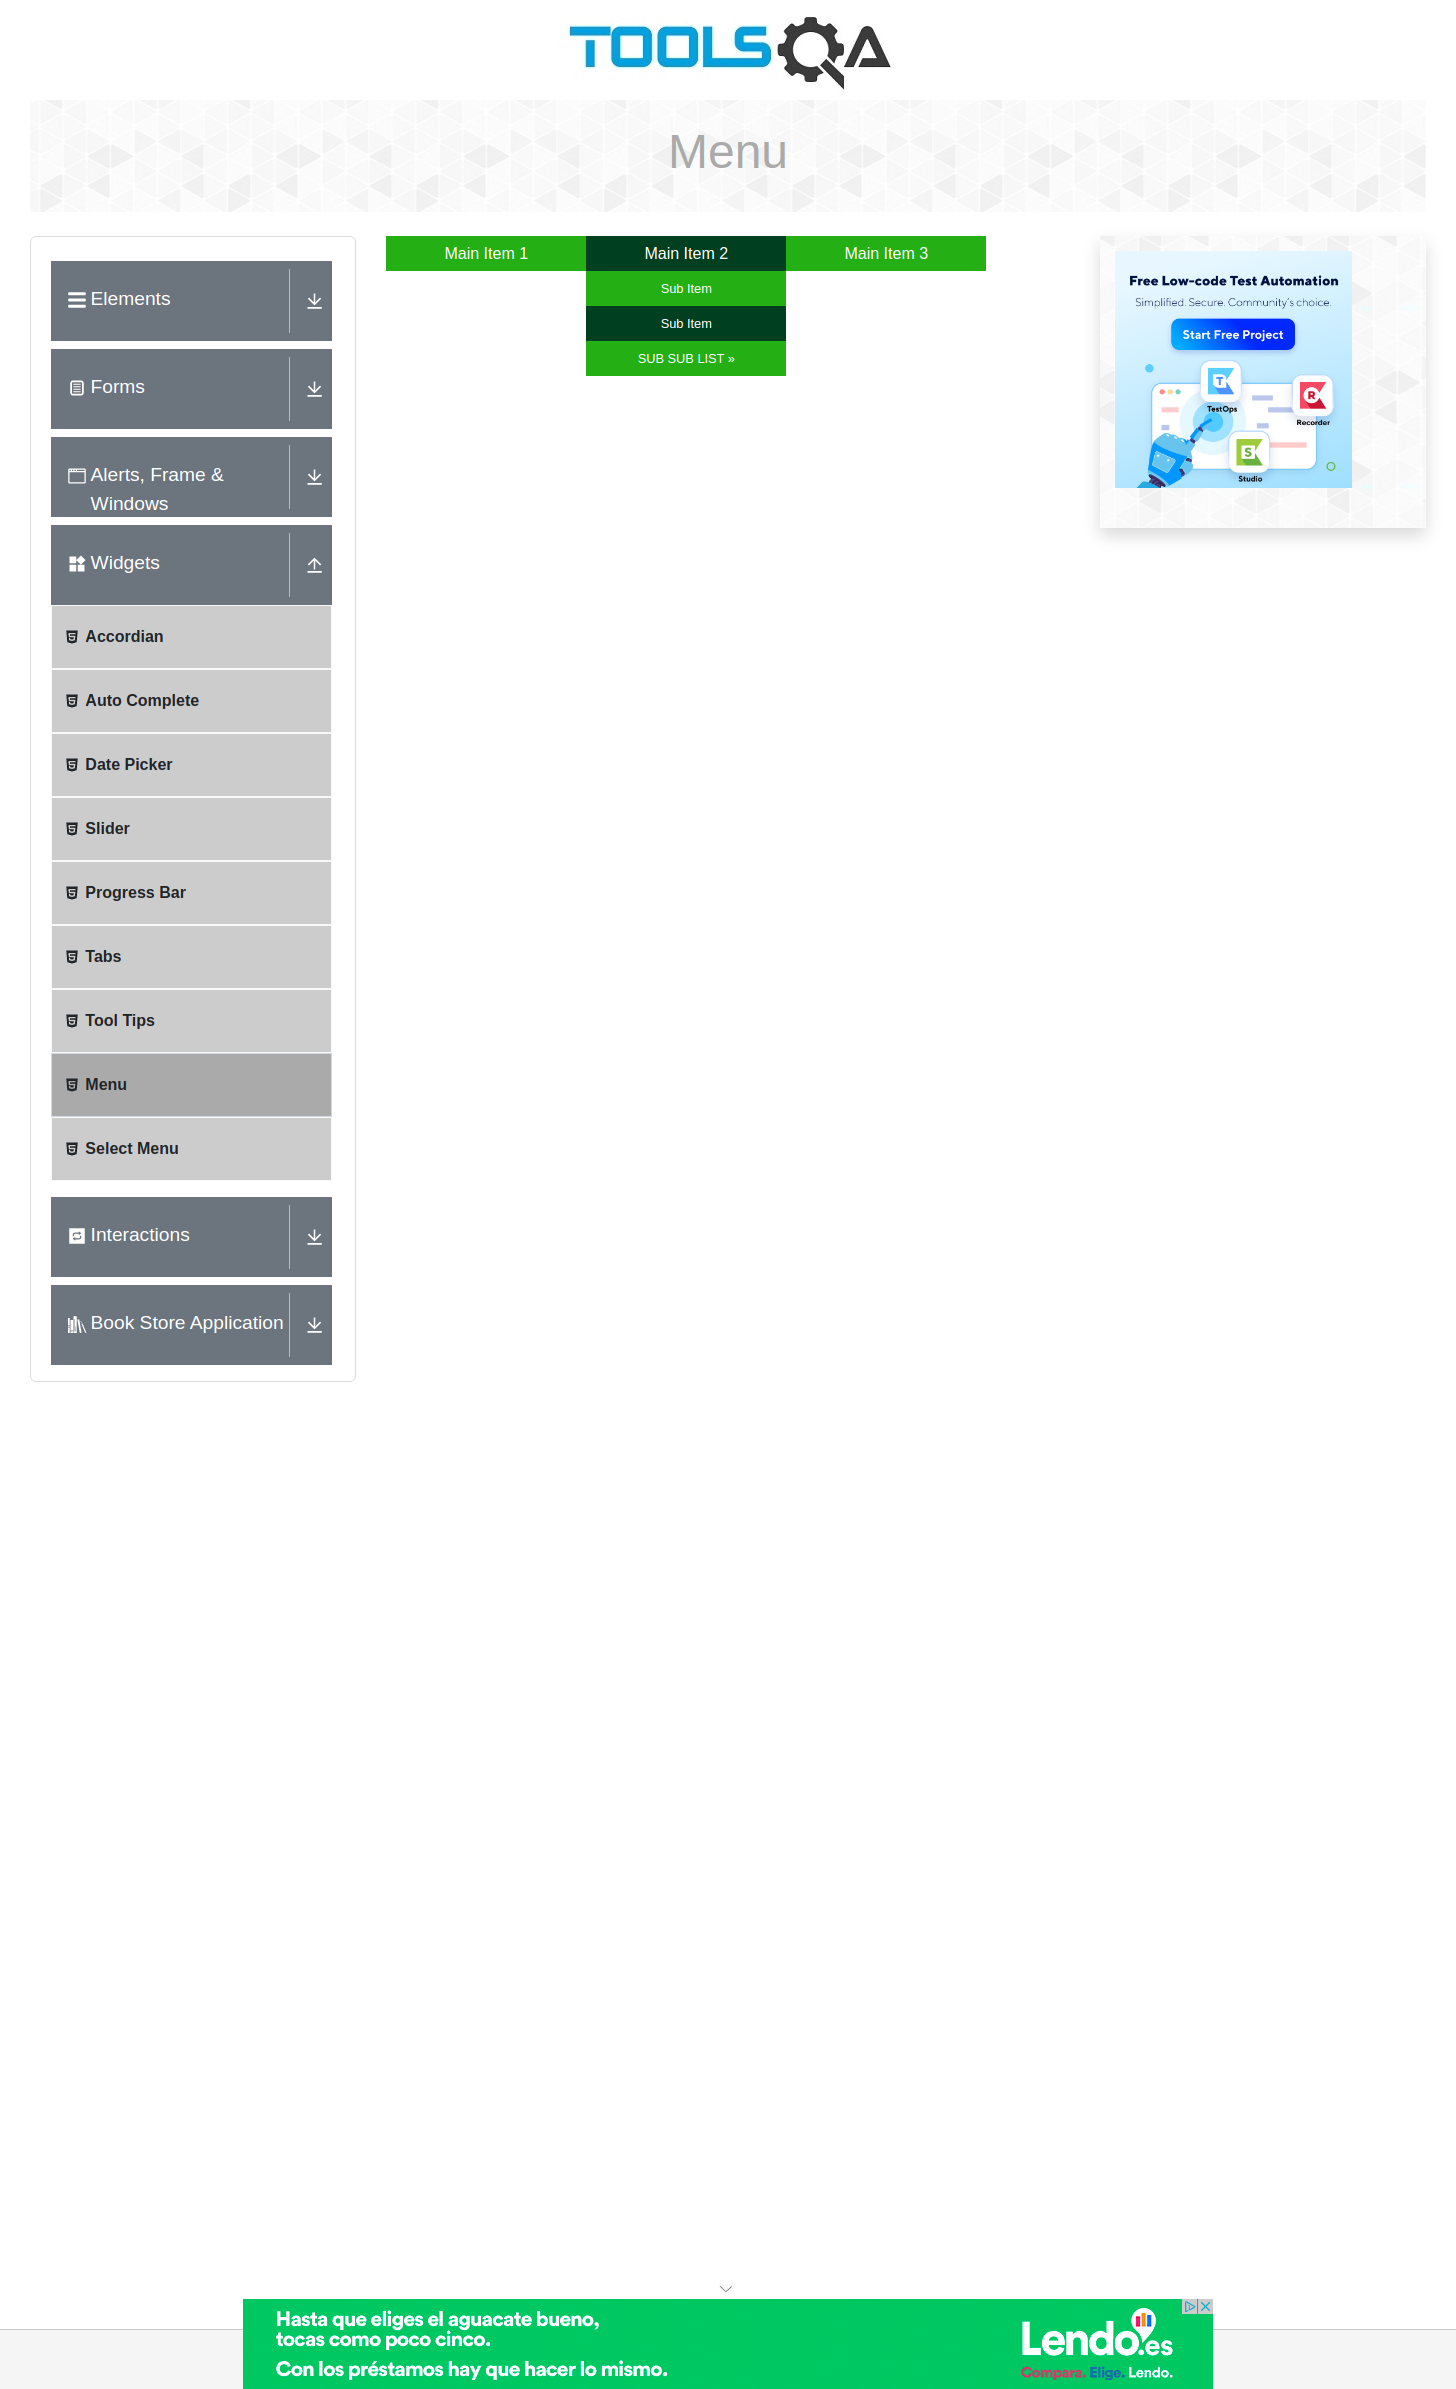 TOOLSQA
Menu
Elements
Forms
Alerts, Frame &
Windows
Widgets
Accordian
Auto Complete
Date Picker
Slider
Progress Bar
Tabs
Tool Tips
Menu
Select Menu
Interactions
Book Store Application
Main Item 1
Main Item 2
Main Item 3
Sub Item
Sub Item
SUB SUB LIST »
Free Low-code Test Automation
Simplified. Secure. Community's choice.
Start Free Project
T
TestOps
R
Recorder
S
Studio
Hasta que eliges el aguacate bueno,
tocas como poco cinco.
Con los préstamos hay que hacer lo mismo.
Lendo.es
Compara. Elige. Lendo.